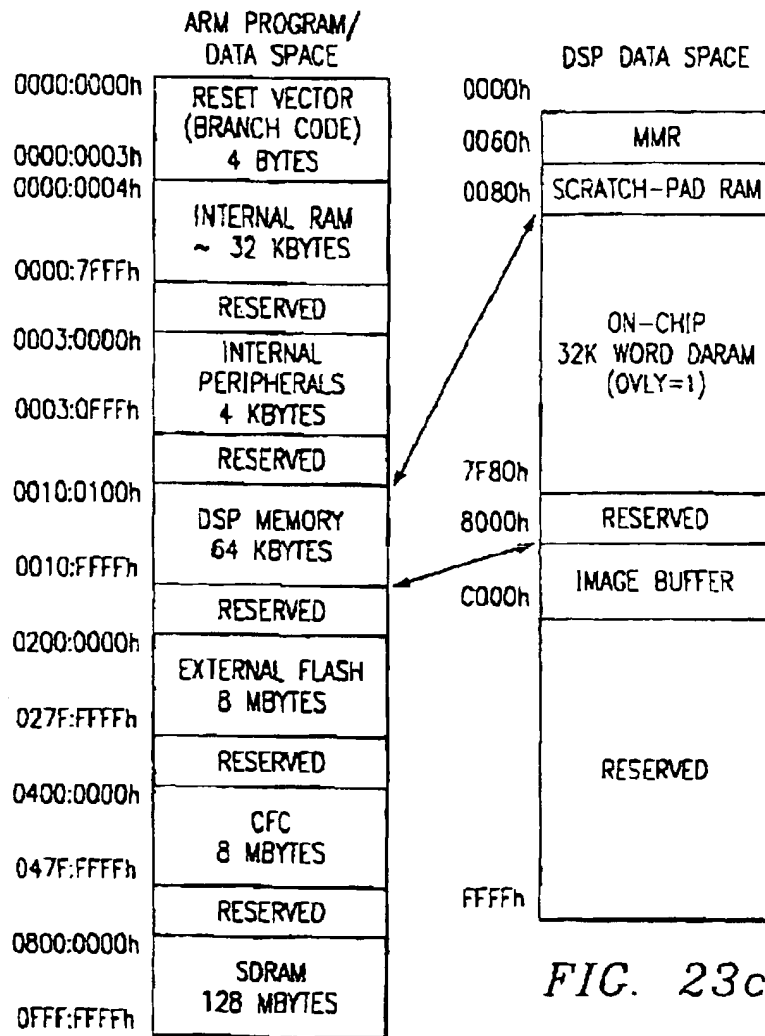 ARM PROGRAM/
DATA SPACE
0000:0000h
RESET VECTOR
(BRANCH CODE)
4 BYTES
0000:0003h
0000:0004h
INTERNAL RAM
~ 32 KBYTES
0000:7FFFh
RESERVED
0003:0000h
INTERNAL
PERIPHERALS
4 KBYTES
0003:0FFFh
RESERVED
0010:0100h
DSP MEMORY
64 KBYTES
0010:FFFFh
RESERVED
0200:0000h
EXTERNAL FLASH
8 MBYTES
027F:FFFFh
RESERVED
0400:0000h
CFC
8 MBYTES
047F:FFFFh
RESERVED
0800:0000h
SDRAM
128 MBYTES
0FFF:FFFFh
DSP DATA SPACE
0000h
MMR
0060h
0080h
SCRATCH-PAD RAM
ON-CHIP
32K WORD DARAM
(OVLY=1)
7F80h
RESERVED
8000h
IMAGE BUFFER
C000h
RESERVED
FFFFh
FIG. 23c